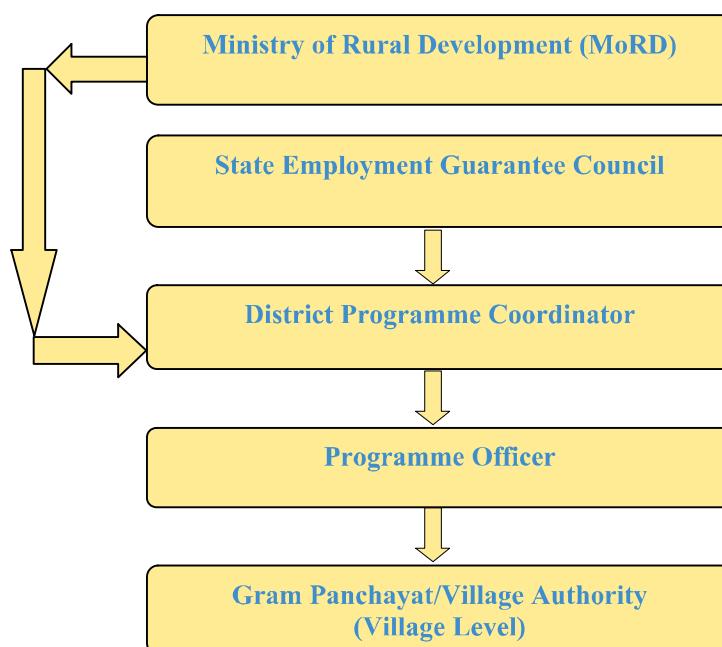 Ministry of Rural Development (MoRD)
State Employment Guarantee Council
District Programme Coordinator
Programme Officer
Gram Panchayat/Village Authority
(Village Level)